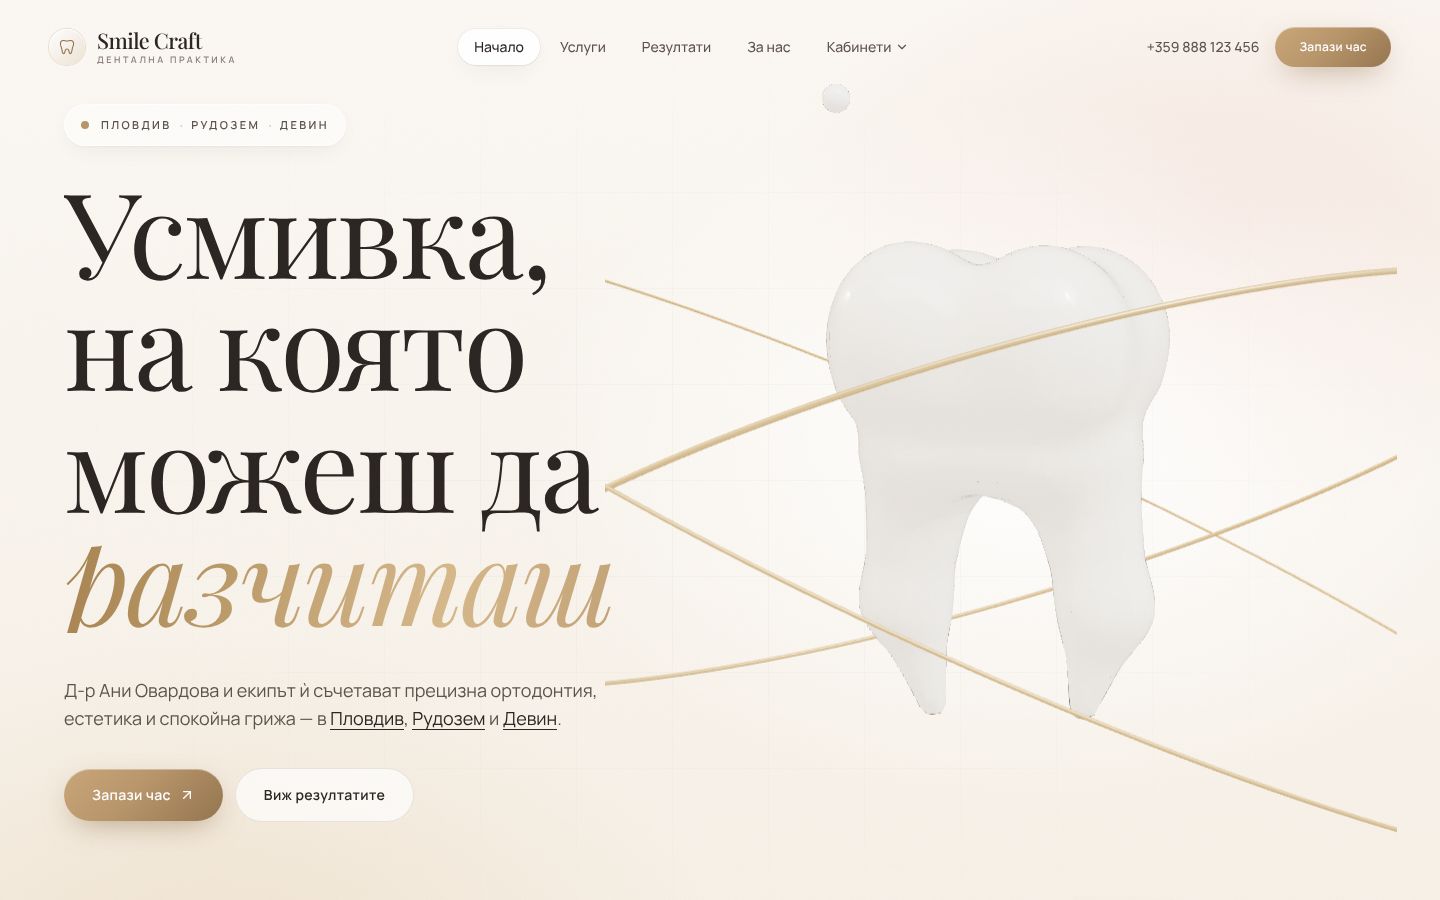 Smile Craft
ДЕНТАЛНА ПРАКТИКА
Начало
Услуги
Резултати
За нас
Кабинети
+359 888 123 456
Запази час
ПЛОВДИВ · РУДОЗЕМ · ДЕВИН
Усмивка,
на която
можеш да
разчиташ
Д-р Ани Овардова и екипът ѝ съчетават прецизна ортодонтия,
естетика и спокойна грижа — в Пловдив, Рудозем и Девин.
Запази час
Виж резултатите